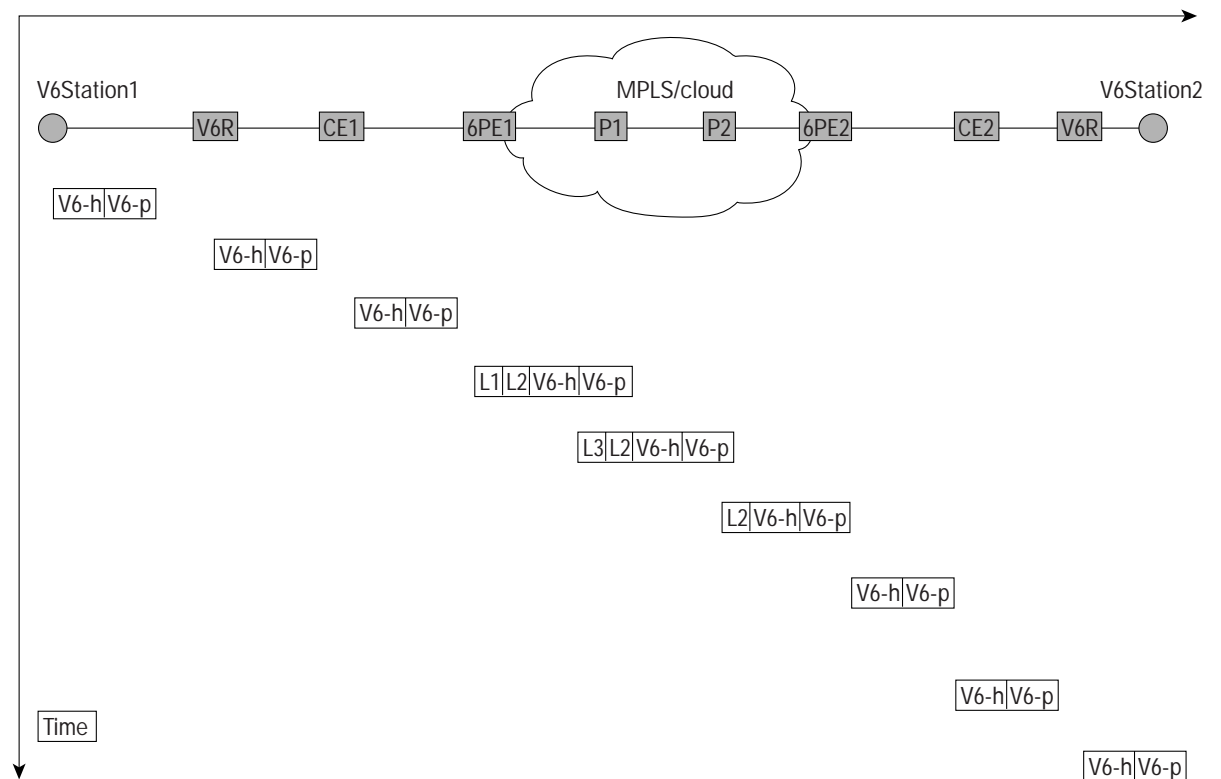 MPLS/cloud
V6Station1
V6Station2
V6R CE1 6PE1 P1 P2 6PE2 CE2 V6R
V6-h V6-p
V6-h V6-p
V6-h V6-p
L1 L2 V6-h V6-p
L3 L2 V6-h V6-p
L2 V6-h V6-p
V6-h V6-p
V6-h V6-p
Time
V6-h V6-p